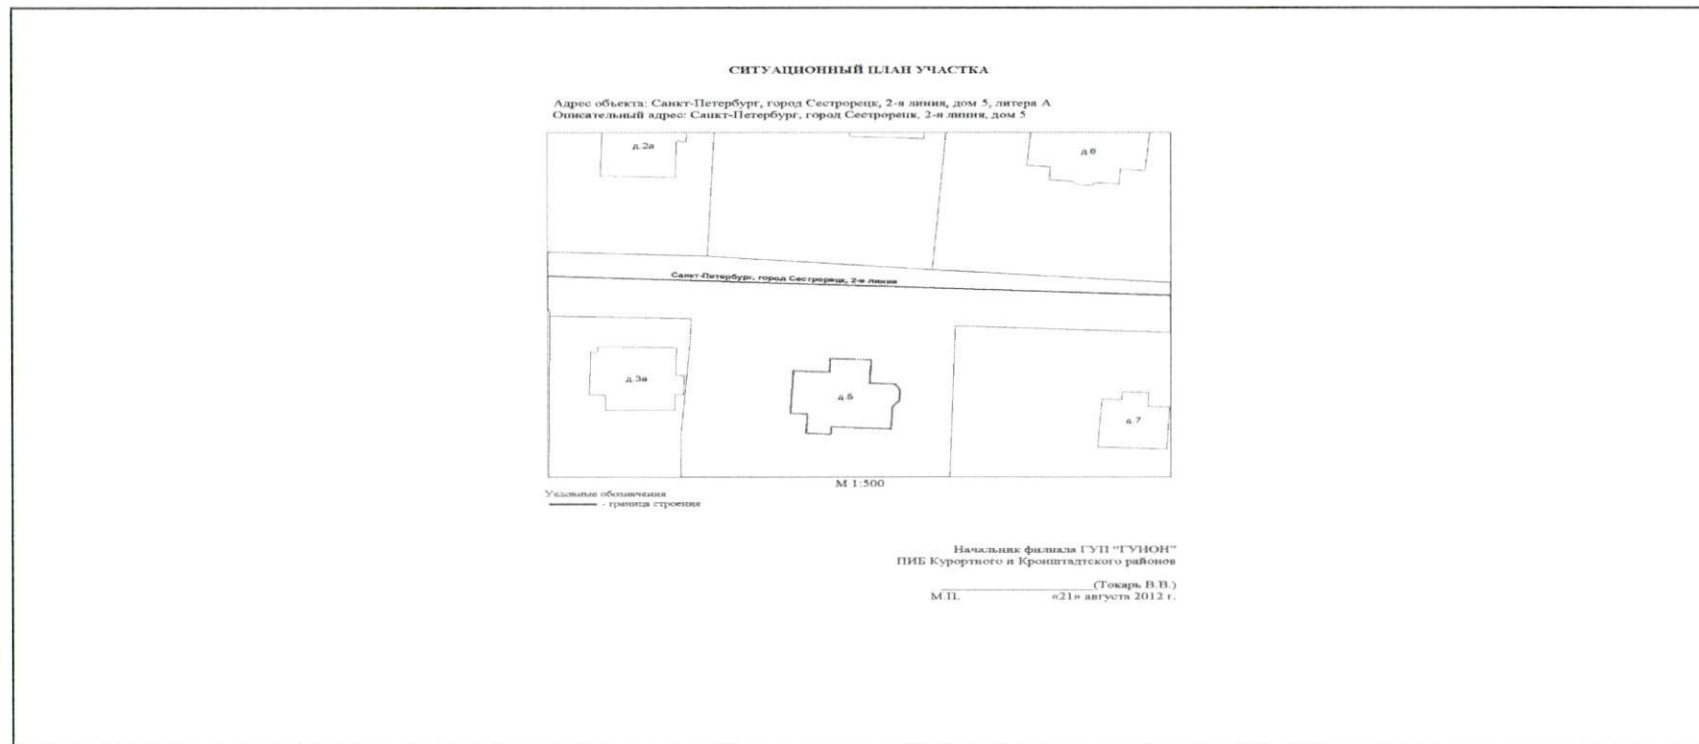 СИТУАЦИОННЫЙ ПЛАН УЧАСТКА
Адрес объекта: Санкт-Петербург, город Сестрорецк, 2-я линия, дом 5, литера А
Описательный адрес: Санкт-Петербург, город Сестрорецк, 2-я линия, дом 5
д.2а
д.6
Санкт-Петербург, город Сестрорецк, 2-я линия
д.3а
д.5
д.7
М 1:500
Условные обозначения
- граница строения
Начальник филиала ГУП "ГУИОН"
ПИБ Курортного и Кронштадтского районов
(Токарь В.В.)
М.П. «21» августа 2012 г.